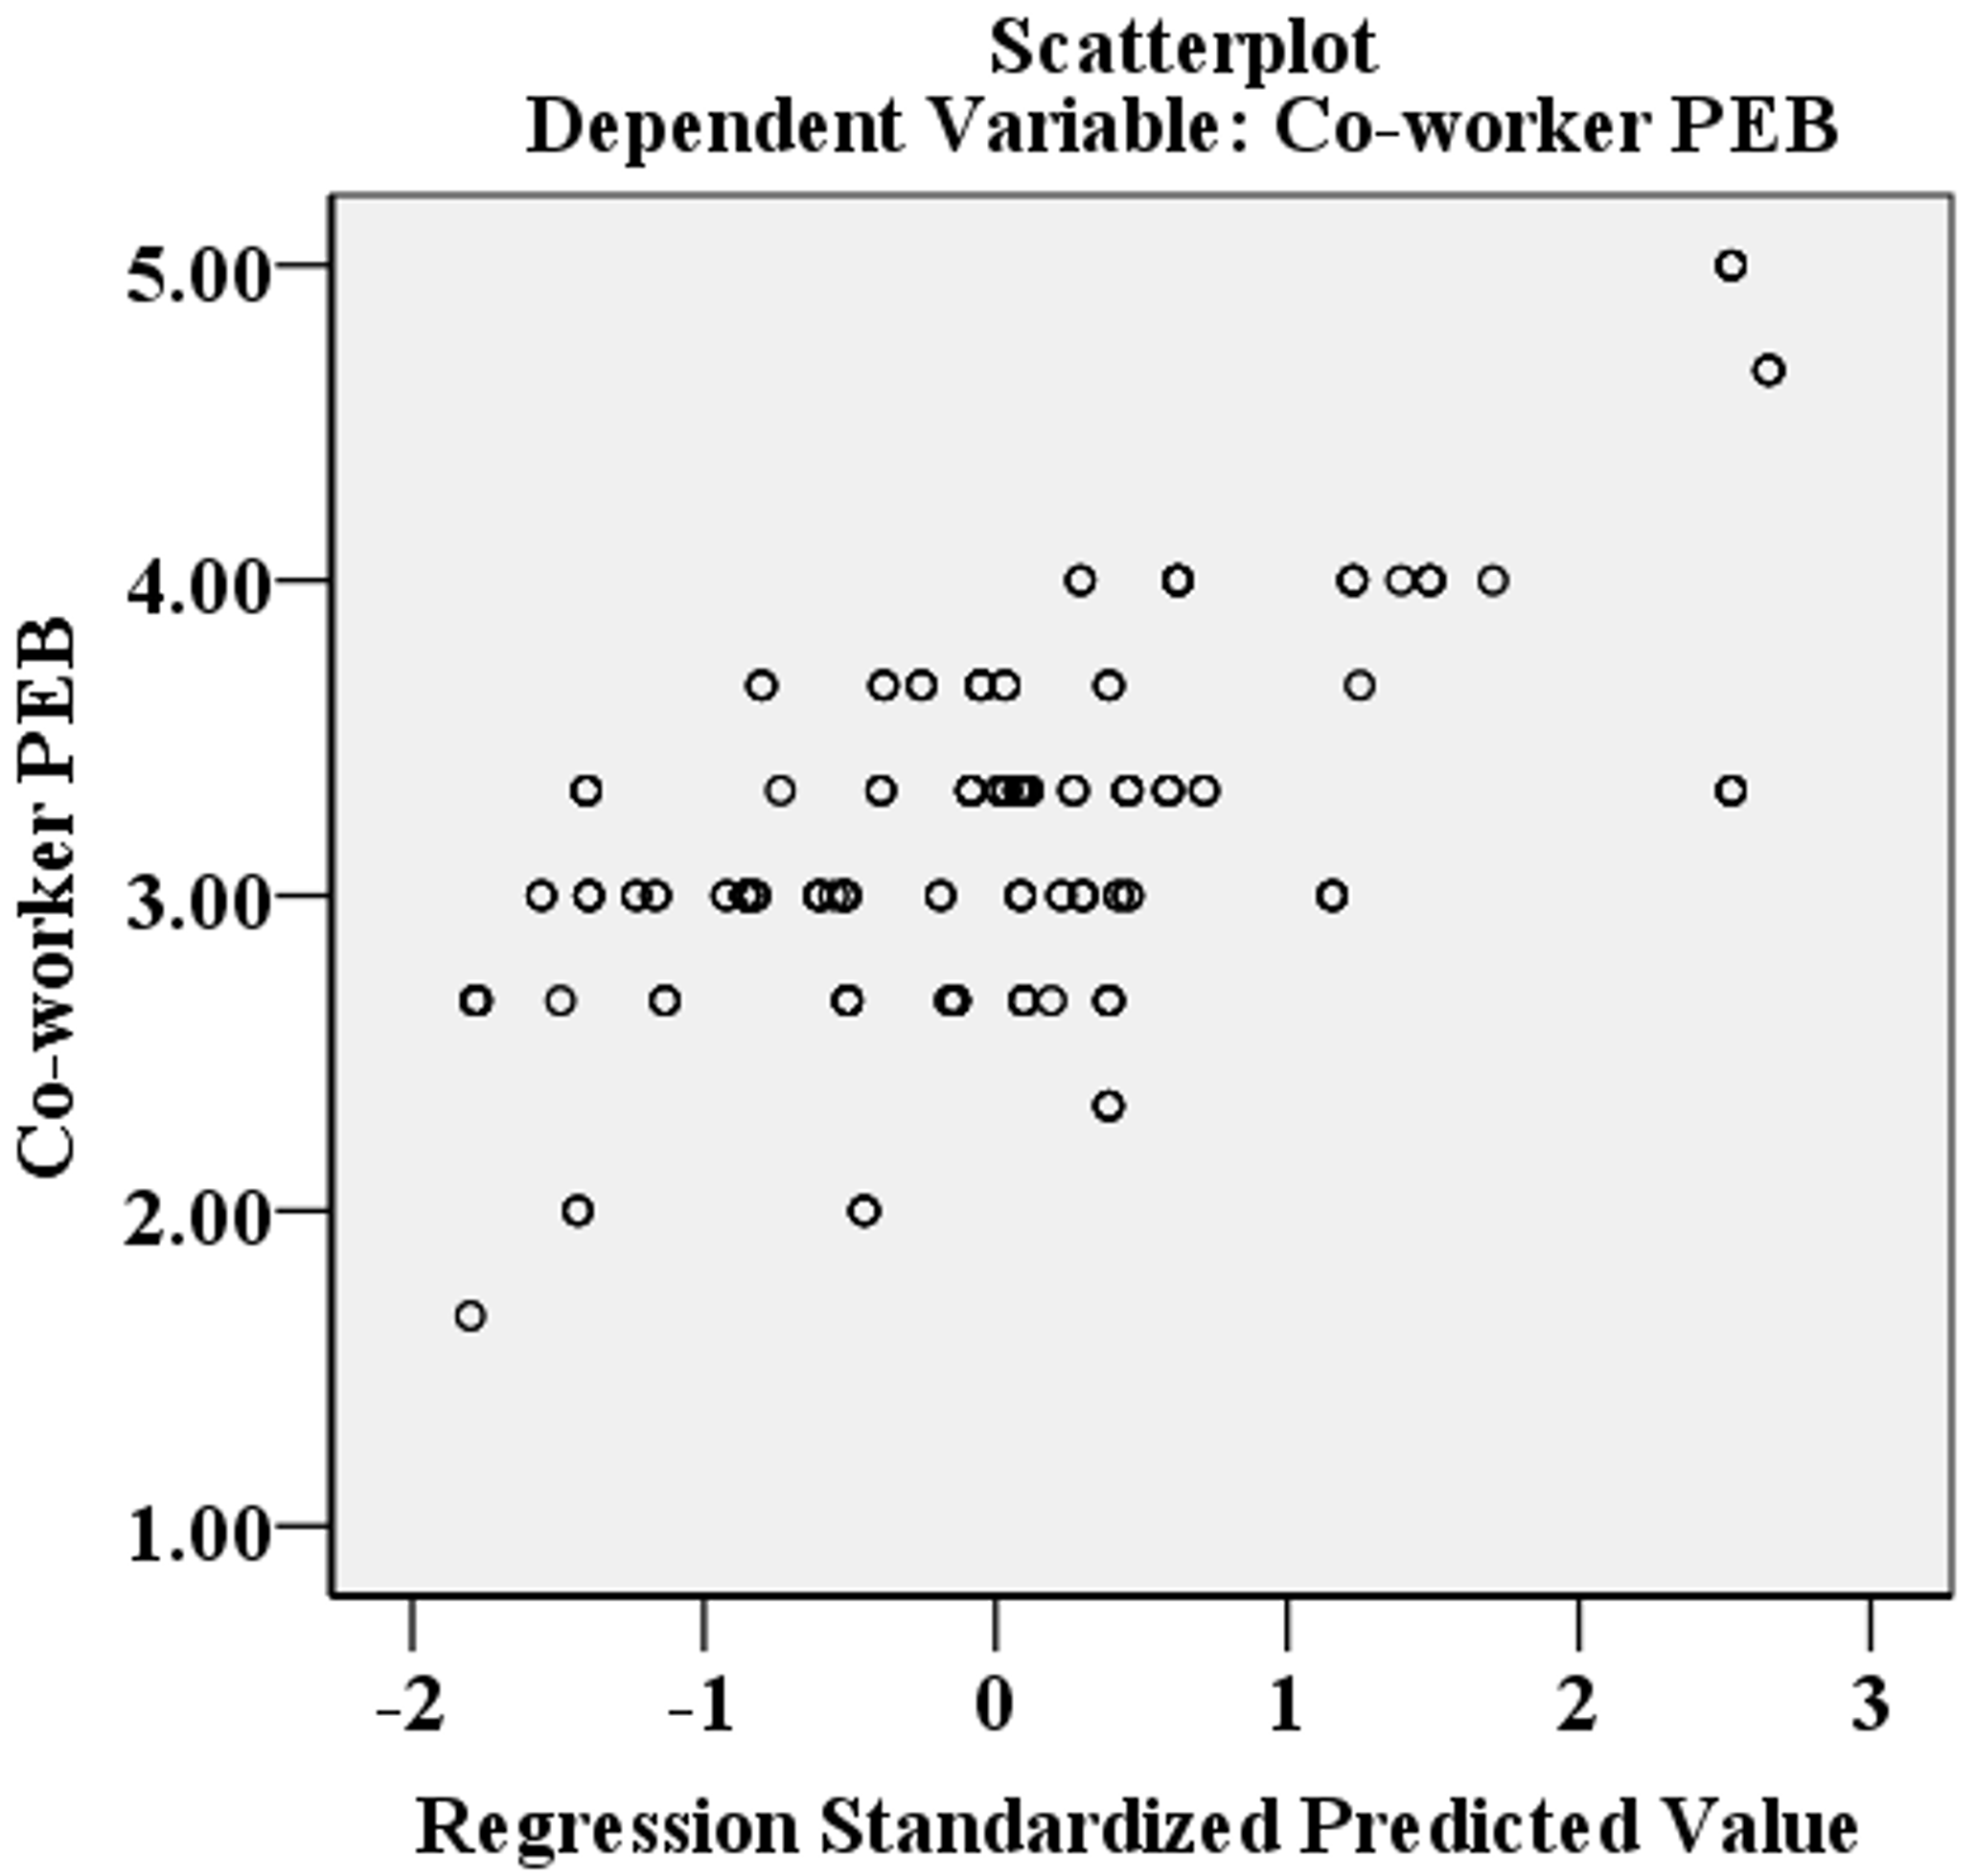 Scatterplot
Dependent Variable: Co-worker PEB
Co-worker PEB
5.00
4.00
3.00
2.00
1.00
-2 -1 0 1 2 3
Regression Standardized Predicted Value